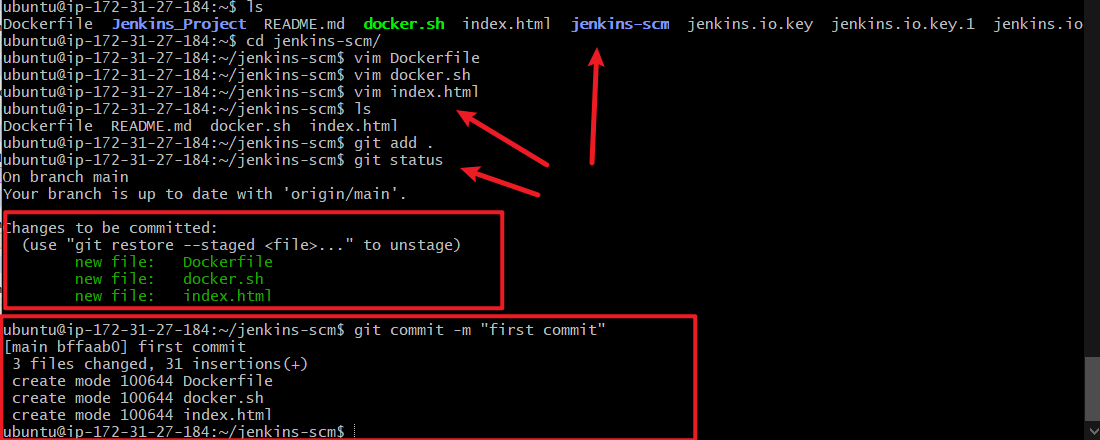 ubuntu@ip-172-31-27-184:~$ ls
Dockerfile  Jenkins_Project  README.md  docker.sh  index.html  jenkins-scm  jenkins.io.key  jenkins.io.key.1  jenkins.io
ubuntu@ip-172-31-27-184:~$ cd jenkins-scm/
ubuntu@ip-172-31-27-184:~/jenkins-scm$ vim Dockerfile
ubuntu@ip-172-31-27-184:~/jenkins-scm$ vim docker.sh
ubuntu@ip-172-31-27-184:~/jenkins-scm$ vim index.html
ubuntu@ip-172-31-27-184:~/jenkins-scm$ ls
Dockerfile  README.md  docker.sh  index.html
ubuntu@ip-172-31-27-184:~/jenkins-scm$ git add .
ubuntu@ip-172-31-27-184:~/jenkins-scm$ git status
On branch main
Your branch is up to date with 'origin/main'.
Changes to be committed:
  (use "git restore --staged <file>..." to unstage)
        new file:   Dockerfile
        new file:   docker.sh
        new file:   index.html
ubuntu@ip-172-31-27-184:~/jenkins-scm$ git commit -m "first commit"
[main bffaab0] first commit
 3 files changed, 31 insertions(+)
 create mode 100644 Dockerfile
 create mode 100644 docker.sh
 create mode 100644 index.html
ubuntu@ip-172-31-27-184:~/jenkins-scm$